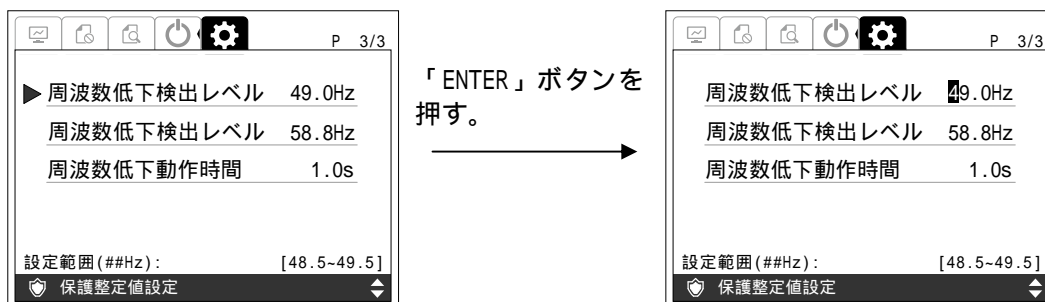 P 3/3
周波数低下検出レベル 49.0Hz
周波数低下検出レベル 58.8Hz
周波数低下動作時間 1.0s
設定範囲(##Hz): [48.5~49.5]
保護整定値設定
「ENTER」ボタンを
押す。
P 3/3
周波数低下検出レベル 49.0Hz
周波数低下検出レベル 58.8Hz
周波数低下動作時間 1.0s
設定範囲(##Hz): [48.5~49.5]
保護整定値設定